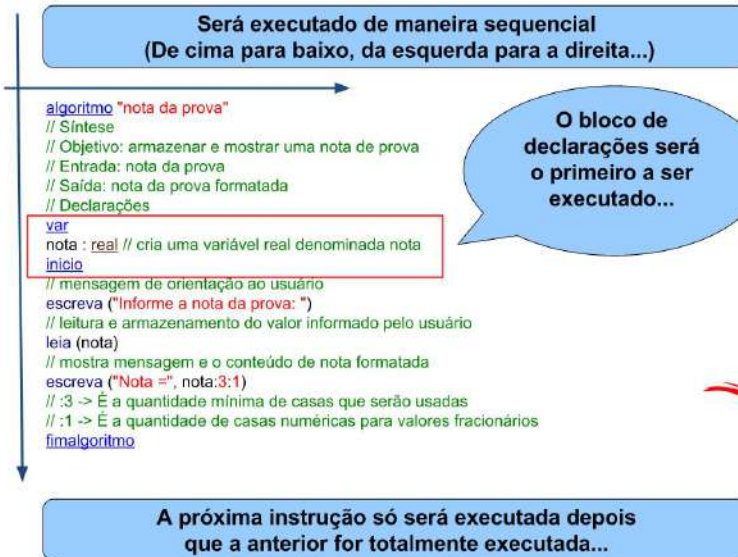 Será executado de maneira sequencial
(De cima para baixo, da esquerda para a direita...)
algoritmo "nota da prova"
// Síntese
// Objetivo: armazenar e mostrar uma nota de prova
// Entrada: nota da prova
// Saída: nota da prova formatada
// Declarações
var
nota : real // cria uma variável real denominada nota
inicio
// mensagem de orientação ao usuário
escreva ("Informe a nota da prova: ")
// leitura e armazenamento do valor informado pelo usuário
leia (nota)
// mostra mensagem e o conteúdo de nota formatada
escreva ("Nota =", nota:3:1)
// :3 -> É a quantidade mínima de casas que serão usadas
// :1 -> É a quantidade de casas numéricas para valores fracionários
fimalgoritmo
O bloco de
declarações será
o primeiro a ser
executado...
A próxima instrução só será executada depois
que a anterior for totalmente executada...